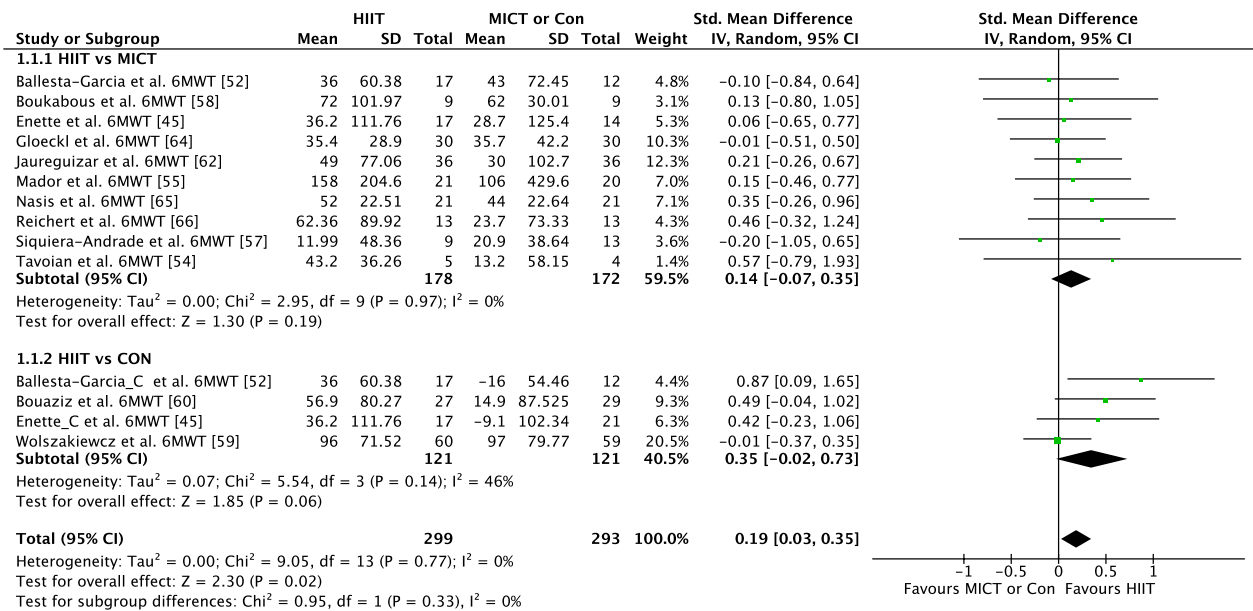 HIIT MICT or Con Std. Mean Difference Std. Mean Difference
Study or Subgroup Mean SD Total Mean SD Total Weight IV, Random, 95% CI IV, Random, 95% CI
1.1.1 HIIT vs MICT
Ballesta-Garcia et al. 6MWT [52] 36 60.38 17 43 72.45 12 4.8% -0.10 [-0.84, 0.64]
Boukabous et al. 6MWT [58] 72 101.97 9 62 30.01 9 3.1% 0.13 [-0.80, 1.05]
Enette et al. 6MWT [45] 36.2 111.76 17 28.7 125.4 14 5.3% 0.06 [-0.65, 0.77]
Gloeckl et al. 6MWT [64] 35.4 28.9 30 35.7 42.2 30 10.3% -0.01 [-0.51, 0.50]
Jaureguizar et al. 6MWT [62] 49 77.06 36 30 102.7 36 12.3% 0.21 [-0.26, 0.67]
Mador et al. 6MWT [55] 158 204.6 21 106 429.6 20 7.0% 0.15 [-0.46, 0.77]
Nasis et al. 6MWT [65] 52 22.51 21 44 22.64 21 7.1% 0.35 [-0.26, 0.96]
Reichert et al. 6MWT [66] 62.36 89.92 13 23.7 73.33 13 4.3% 0.46 [-0.32, 1.24]
Siquiera-Andrade et al. 6MWT [57] 11.99 48.36 9 20.9 38.64 13 3.6% -0.20 [-1.05, 0.65]
Tavoian et al. 6MWT [54] 43.2 36.26 5 13.2 58.15 4 1.4% 0.57 [-0.79, 1.93]
Subtotal (95% CI) 178 172 59.5% 0.14 [-0.07, 0.35]
Heterogeneity: Tau² = 0.00; Chi² = 2.95, df = 9 (P = 0.97); I² = 0%
Test for overall effect: Z = 1.30 (P = 0.19)
1.1.2 HIIT vs CON
Ballesta-Garcia_C et al. 6MWT [52] 36 60.38 17 -16 54.46 12 4.4% 0.87 [0.09, 1.65]
Bouaziz et al. 6MWT [60] 56.9 80.27 27 14.9 87.525 29 9.3% 0.49 [-0.04, 1.02]
Enette_C et al. 6MWT [45] 36.2 111.76 17 -9.1 102.34 21 6.3% 0.42 [-0.23, 1.06]
Wolszakiewcz et al. 6MWT [59] 96 71.52 60 97 79.77 59 20.5% -0.01 [-0.37, 0.35]
Subtotal (95% CI) 121 121 40.5% 0.35 [-0.02, 0.73]
Heterogeneity: Tau² = 0.07; Chi² = 5.54, df = 3 (P = 0.14); I² = 46%
Test for overall effect: Z = 1.85 (P = 0.06)
Total (95% CI) 299 293 100.0% 0.19 [0.03, 0.35]
Heterogeneity: Tau² = 0.00; Chi² = 9.05, df = 13 (P = 0.77); I² = 0%
Test for overall effect: Z = 2.30 (P = 0.02)
Test for subgroup differences: Chi² = 0.95, df = 1 (P = 0.33), I² = 0%
-1 -0.5 0 0.5 1
Favours MICT or Con Favours HIIT